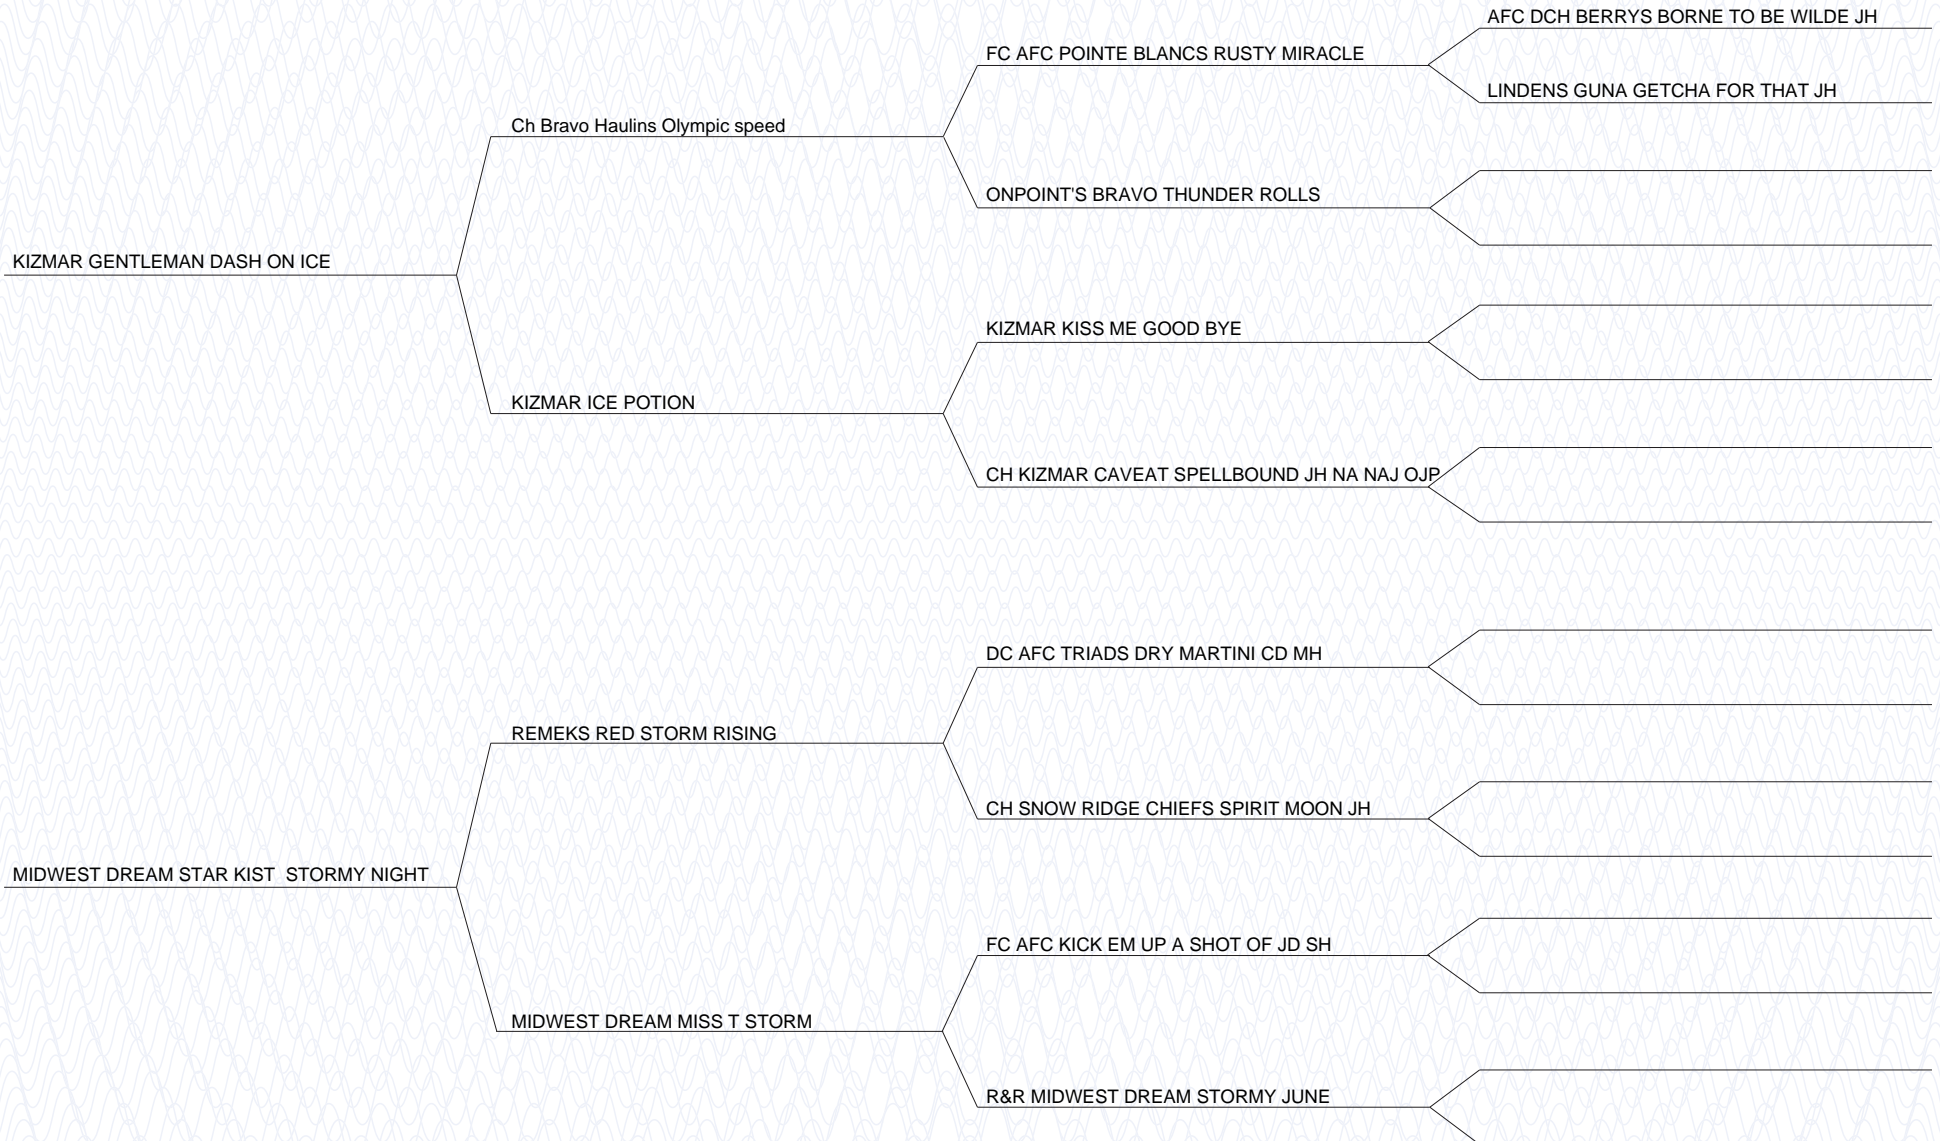 AFC DCH BERRYS BORNE TO BE WILDE JH
FC AFC POINTE BLANCS RUSTY MIRACLE
LINDENS GUNA GETCHA FOR THAT JH
Ch Bravo Haulins Olympic speed
ONPOINT'S BRAVO THUNDER ROLLS
KIZMAR GENTLEMAN DASH ON ICE
KIZMAR KISS ME GOOD BYE
KIZMAR ICE POTION
CH KIZMAR CAVEAT SPELLBOUND JH NA NAJ OJP
DC AFC TRIADS DRY MARTINI CD MH
REMEKS RED STORM RISING
CH SNOW RIDGE CHIEFS SPIRIT MOON JH
MIDWEST DREAM STAR KIST  STORMY NIGHT
FC AFC KICK EM UP A SHOT OF JD SH
MIDWEST DREAM MISS T STORM
R&R MIDWEST DREAM STORMY JUNE